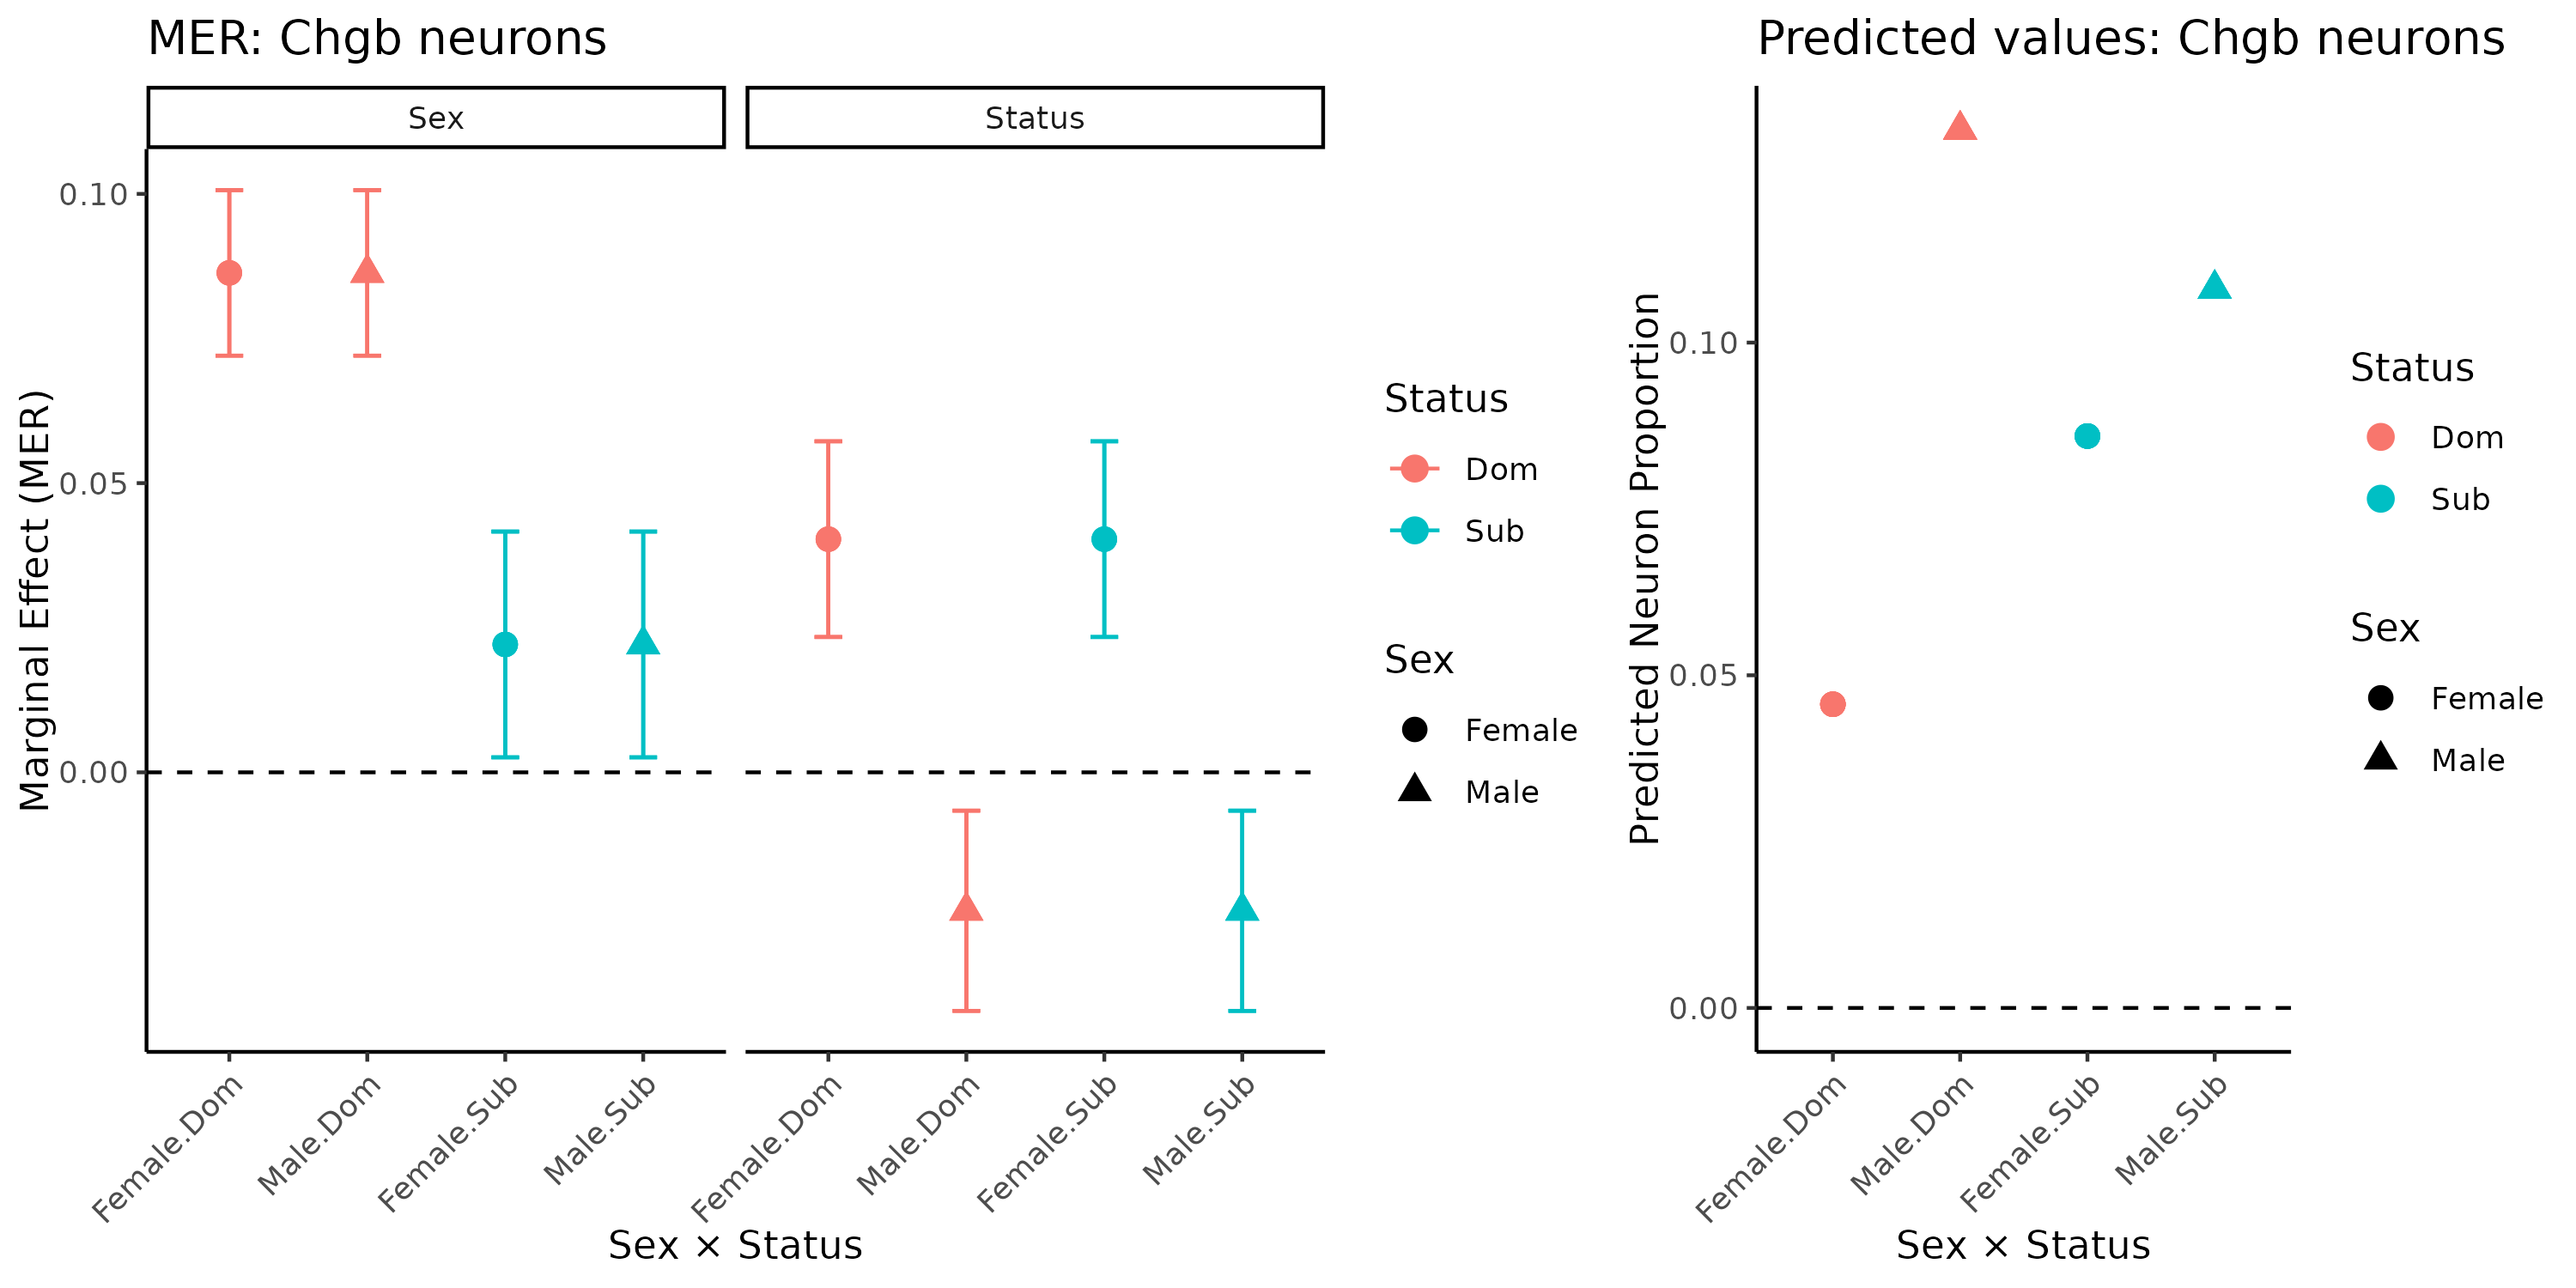 MER: Chgb neurons
Sex
Status
Marginal Effect (MER)
0.10
0.05
0.00
Female.Dom
Male.Dom
Female.Sub
Male.Sub
Female.Dom
Male.Dom
Female.Sub
Male.Sub
Sex × Status
Status
Dom
Sub
Sex
Female
Male
Predicted values: Chgb neurons
Predicted Neuron Proportion
0.10
0.05
0.00
Female.Dom
Male.Dom
Female.Sub
Male.Sub
Sex × Status
Status
Dom
Sub
Sex
Female
Male